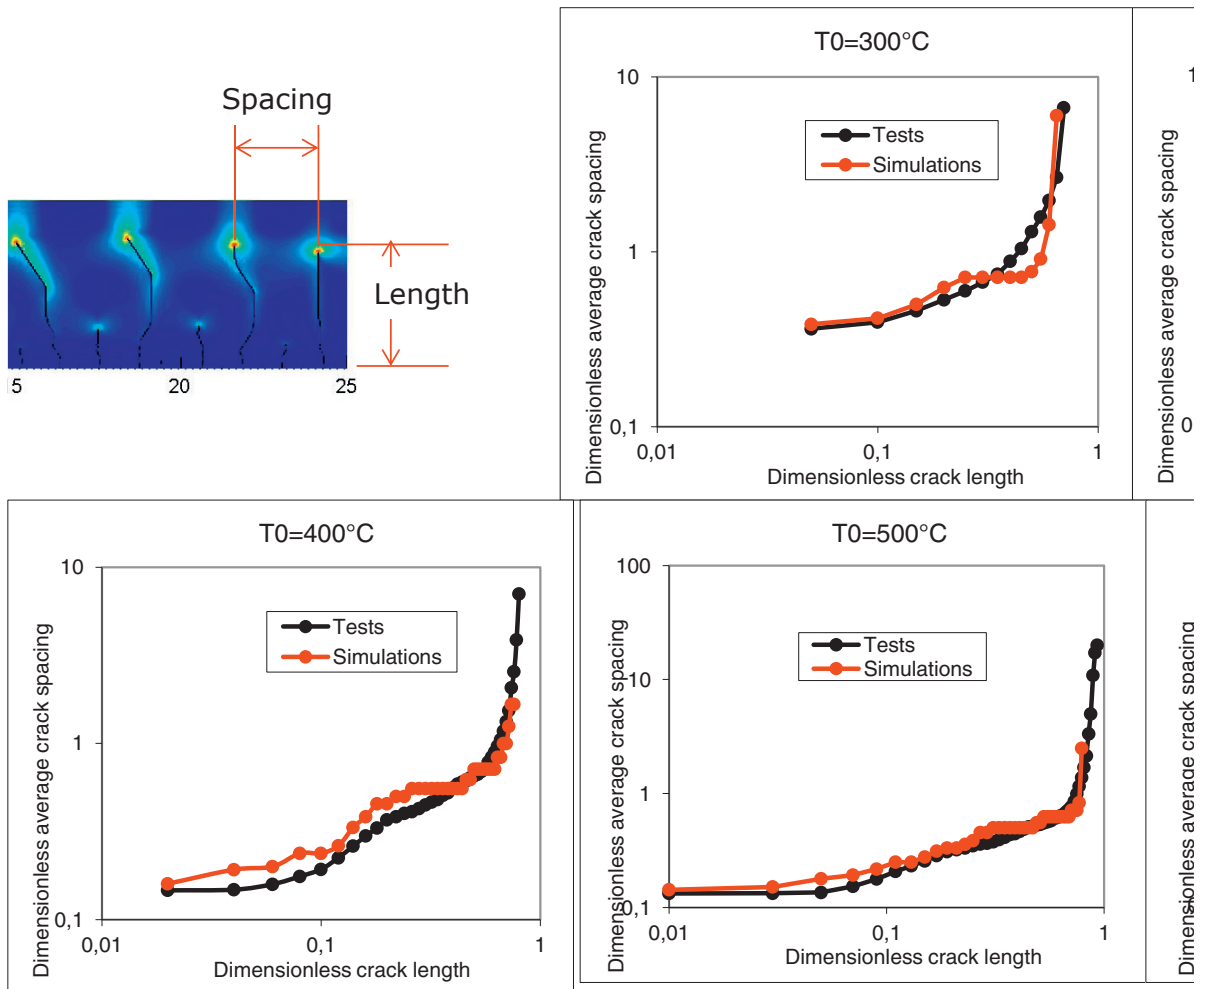 Spacing
Length
5
20
25
T0=300°C
10
1
0,1
0,01
0,1
1
Tests
Simulations
Dimensionless average crack spacing
Dimensionless crack length
Dimensionless average crack spacing
1
0
T0=400°C
10
1
0,1
0,01
0,1
1
Tests
Simulations
Dimensionless average crack spacing
Dimensionless crack length
T0=500°C
100
10
1
0,1
0,01
0,1
1
Tests
Simulations
Dimensionless average crack spacing
Dimensionless crack length
Dimensionless average crack spacing